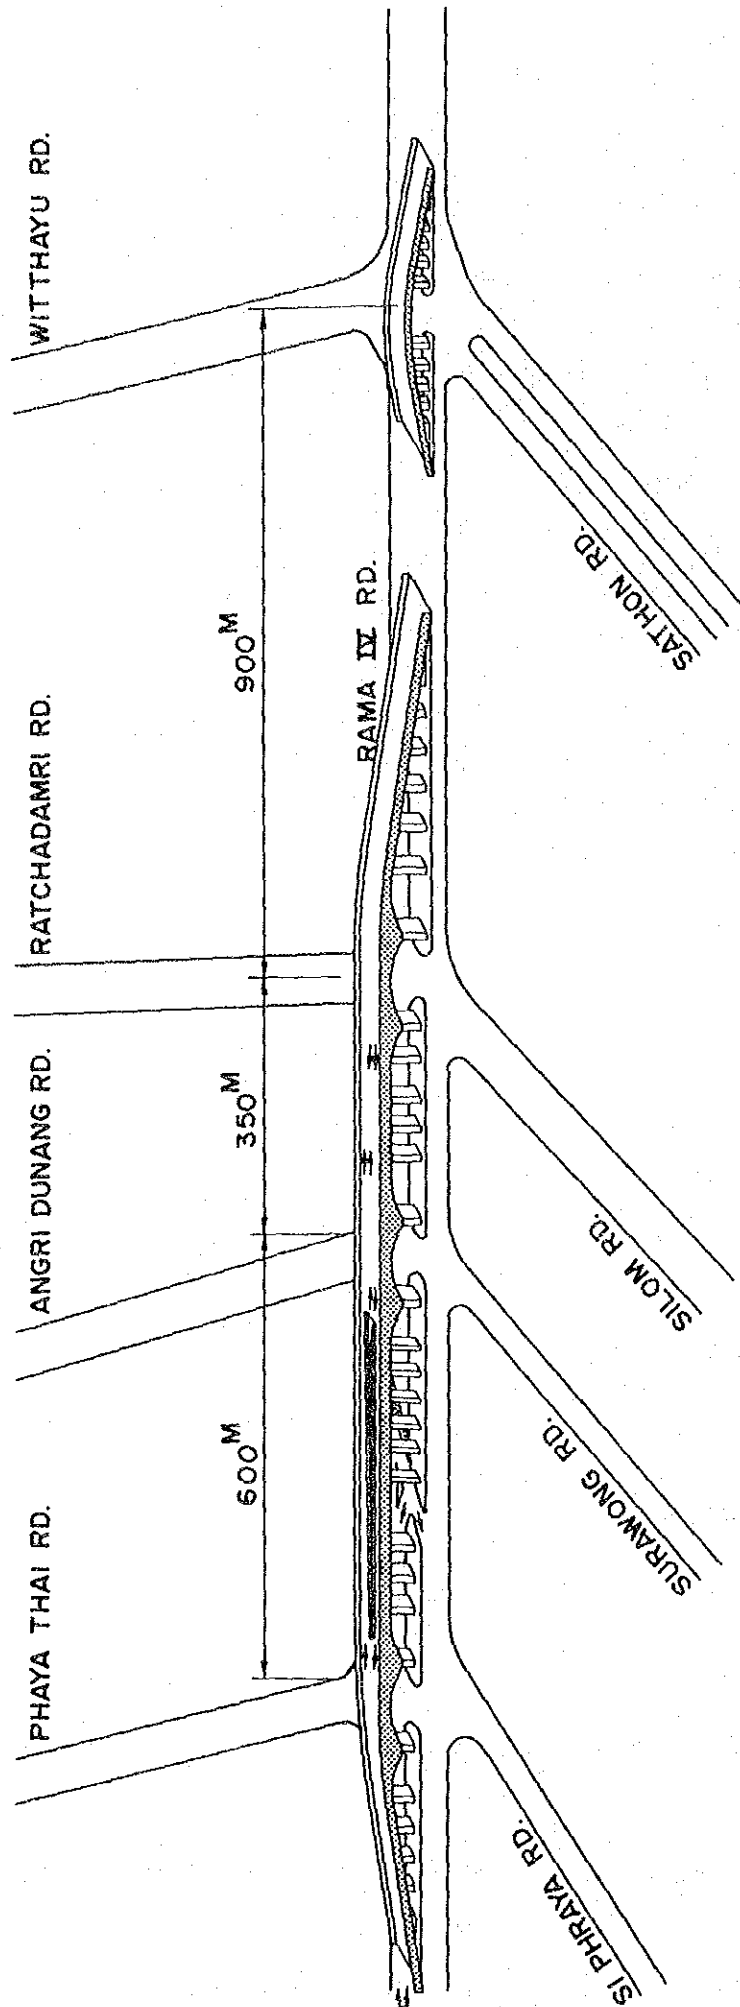 PHAYA THAI RD.
ANGRI DUNANG RD.
RATCHADAMRI RD.
WITTHAYU RD.
600M
350M
900M
RAMA IV RD.
SI PHRAYA RD.
SURAWONG RD.
SILOM RD.
SATHON RD.